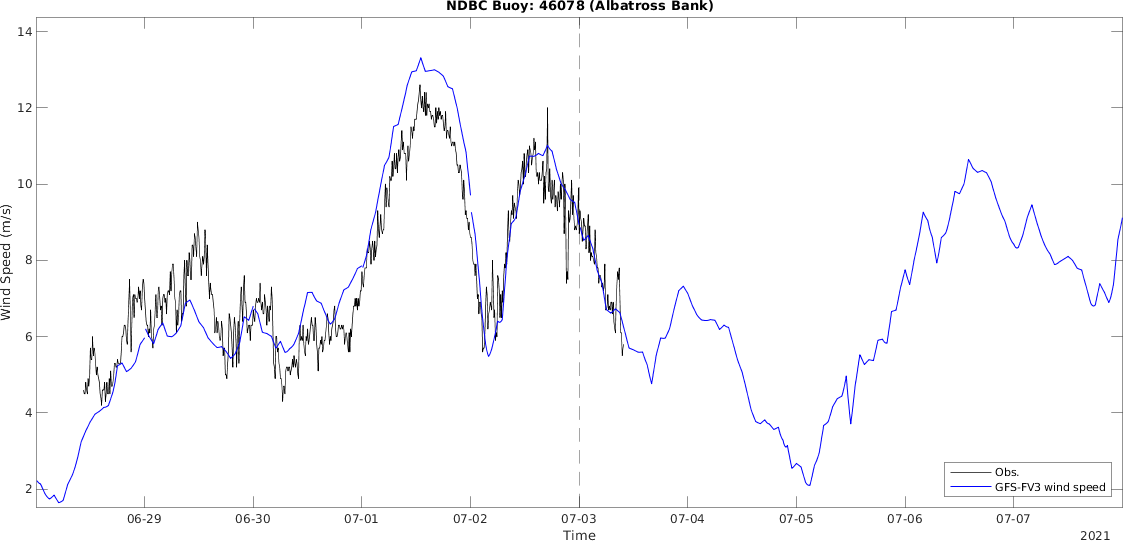 NDBC Buoy: 46078 (Albatross Bank)
14
12
10
8
6
4
2
Wind Speed (m/s)
Obs.
GFS-FV3 wind speed
06-29 06-30 07-01 07-02 07-03 07-04 07-05 07-06 07-07
Time
2021